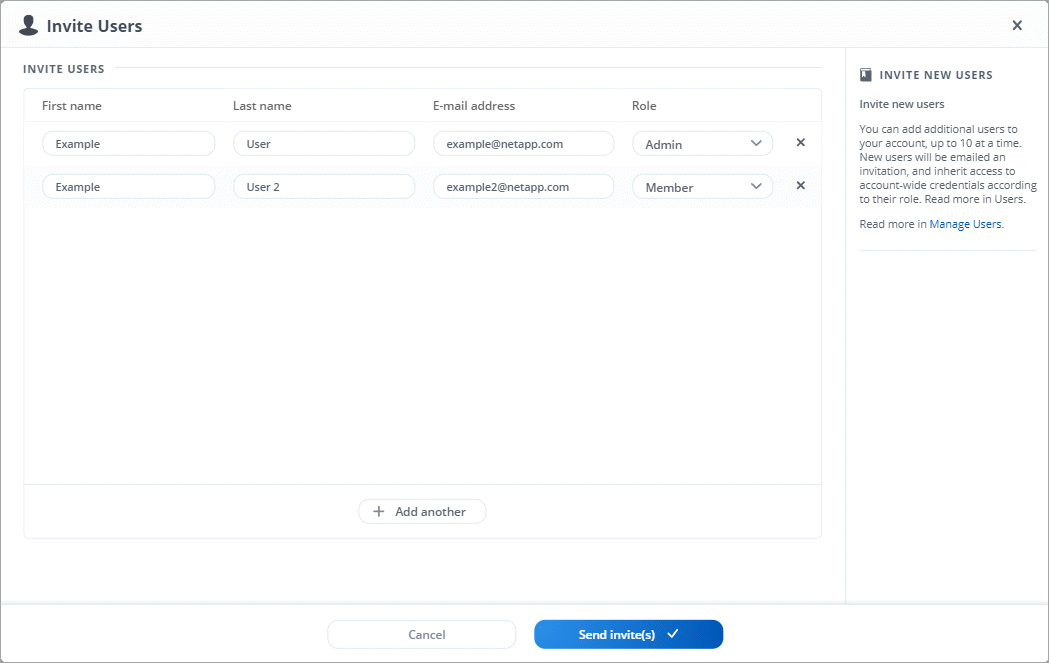 Invite Users
INVITE USERS
First name Last name E-mail address Role
Example User example@netapp.com Admin
Example User 2 example2@netapp.com Member
Add another
INVITE NEW USERS
Invite new users
You can add additional users to
your account, up to 10 at a time.
New users will be emailed an
invitation, and inherit access to
account-wide credentials according
to their role. Read more in Users.
Read more in Manage Users.
Cancel Send invite(s)